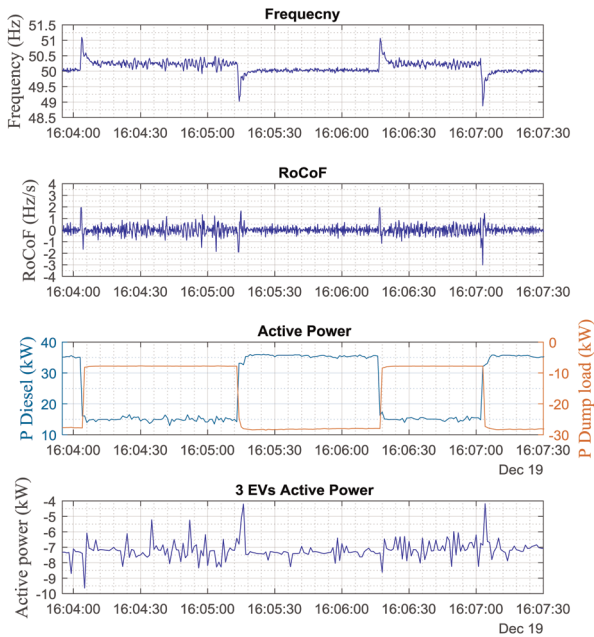 Frequecny
Frequency (Hz)
51.5
51
50.5
50
49.5
49
48.5
16:04:00 16:04:30 16:05:00 16:05:30 16:06:00 16:06:30 16:07:00 16:07:30
RoCoF
RoCoF (Hz/s)
4
3
2
1
0
-1
-2
-3
-4
16:04:00 16:04:30 16:05:00 16:05:30 16:06:00 16:06:30 16:07:00 16:07:30
Active Power
P Diesel (kW)
40
30
20
10
0
-10
-20
-30
P Dump load (kW)
16:04:00 16:04:30 16:05:00 16:05:30 16:06:00 16:06:30 16:07:00 16:07:30
Dec 19
3 EVs Active Power
Active power (kW)
-4
-5
-6
-7
-8
-9
-10
16:04:00 16:04:30 16:05:00 16:05:30 16:06:00 16:06:30 16:07:00 16:07:30
Dec 19